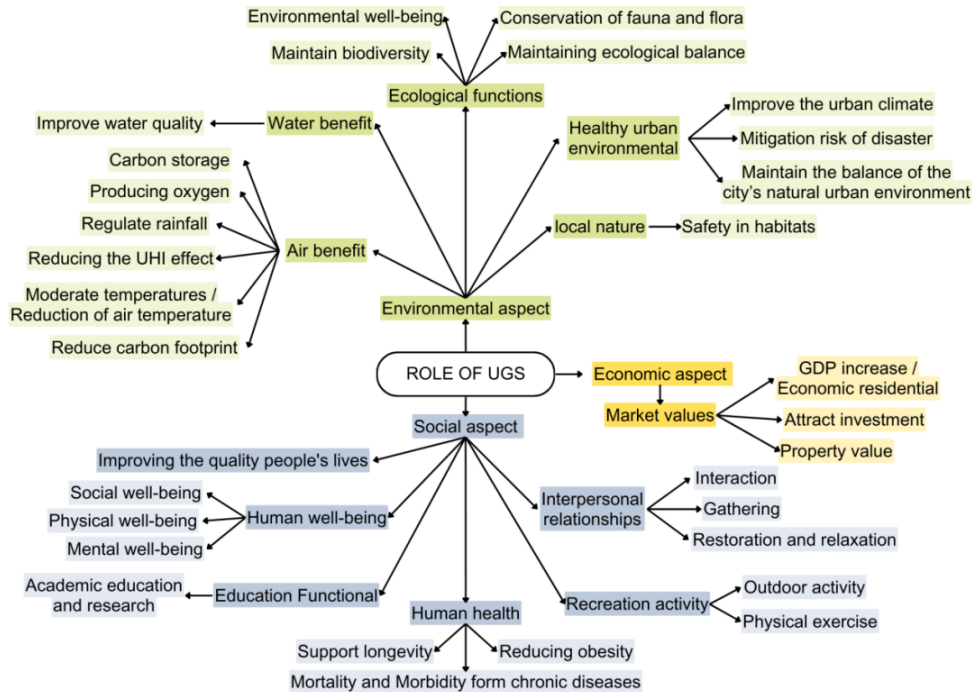 Environmental well-being
Conservation of fauna and flora
Maintain biodiversity
Maintaining ecological balance
Ecological functions
Improve water quality
Water benefit
Healthy urban
environmental
Improve the urban climate
Mitigation risk of disaster
Maintain the balance of the
city's natural urban environment
Carbon storage
Producing oxygen
Regulate rainfall
Reducing the UHI effect
Moderate temperatures /
Reduction of air temperature
Reduce carbon footprint
Air benefit
local nature
Safety in habitats
Environmental aspect
ROLE OF UGS
Economic aspect
Market values
GDP increase /
Economic residential
Attract investment
Property value
Social aspect
Improving the quality people's lives
Social well-being
Physical well-being
Mental well-being
Human well-being
Interpersonal
relationships
Interaction
Gathering
Restoration and relaxation
Academic education
and research
Education Functional
Human health
Recreation activity
Outdoor activity
Physical exercise
Support longevity
Reducing obesity
Mortality and Morbidity form chronic diseases